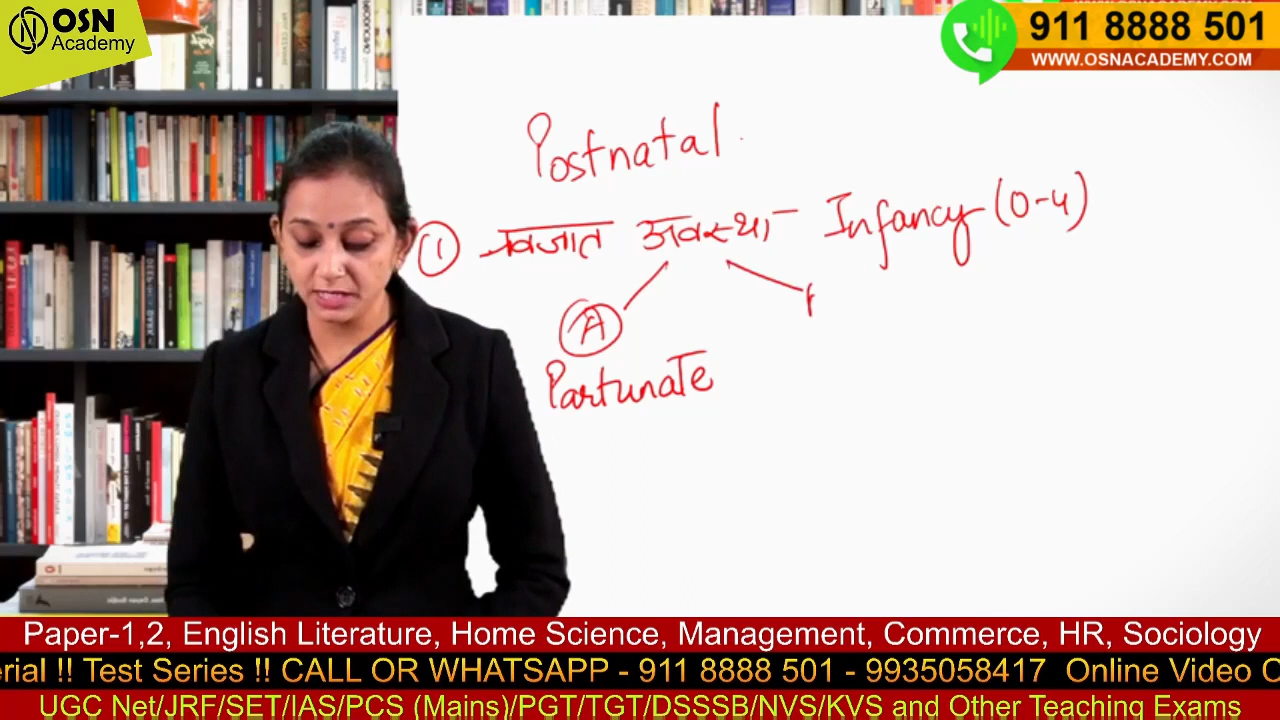 OSN
Academy
911 8888 501
WWW.OSNACADEMY.COM
Postnatal
1 नवजात अवस्था - Infancy (0-4)
A
Partunate
Paper-1,2, English Literature, Home Science, Management, Commerce, HR, Sociology
erial !! Test Series !! CALL OR WHATSAPP - 911 8888 501 - 9935058417 Online Video C
UGC Net/JRF/SET/IAS/PCS (Mains)/PGT/TGT/DSSSB/NVS/KVS and Other Teaching Exams